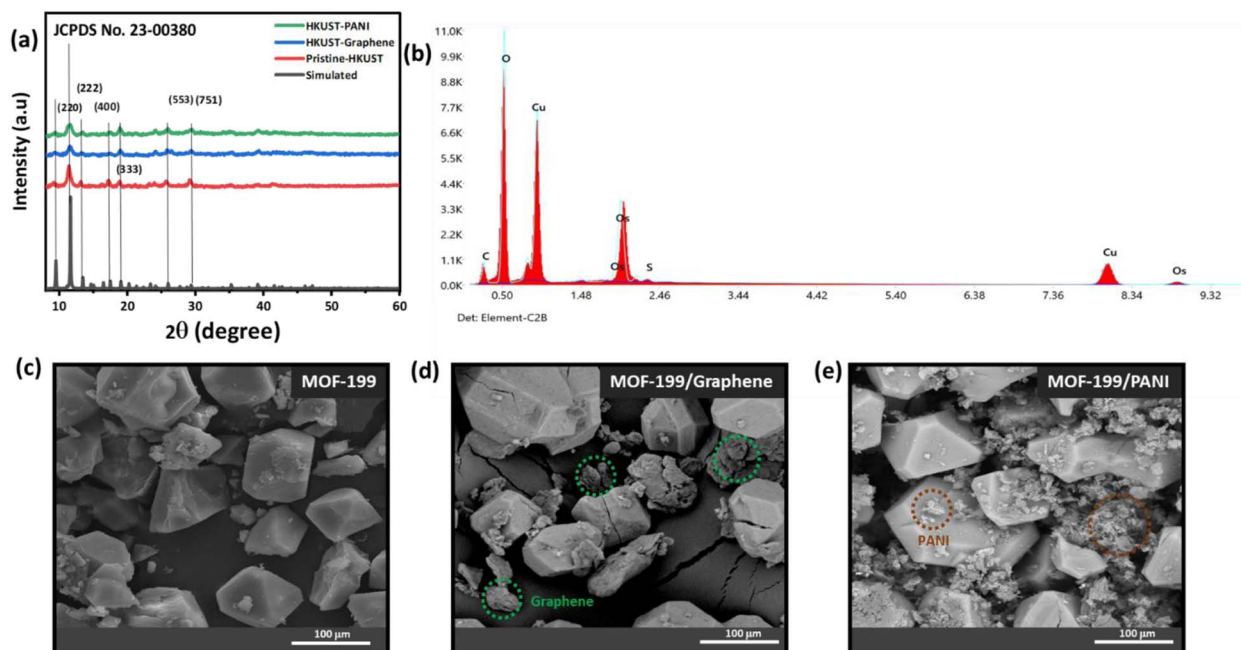 (a)
JCPDS No. 23-00380
HKUST-PANI
HKUST-Graphene
Pristine-HKUST
Simulated
(220)
(222)
(400)
(333)
(553)
(751)
Intensity (a.u)
10 20 30 40 50 60
2θ (degree)
(b)
11.0K
9.9K
8.8K
7.7K
6.6K
5.5K
4.4K
3.3K
2.2K
1.1K
0.0K
C
O
Cu
Os
Os
S
Cu
Os
0.50 1.48 2.46 3.44 4.42 5.40 6.38 7.36 8.34 9.32
Det: Element-C2B
(c)
MOF-199
100 µm
(d)
MOF-199/Graphene
Graphene
100 µm
(e)
MOF-199/PANI
PANI
100 µm